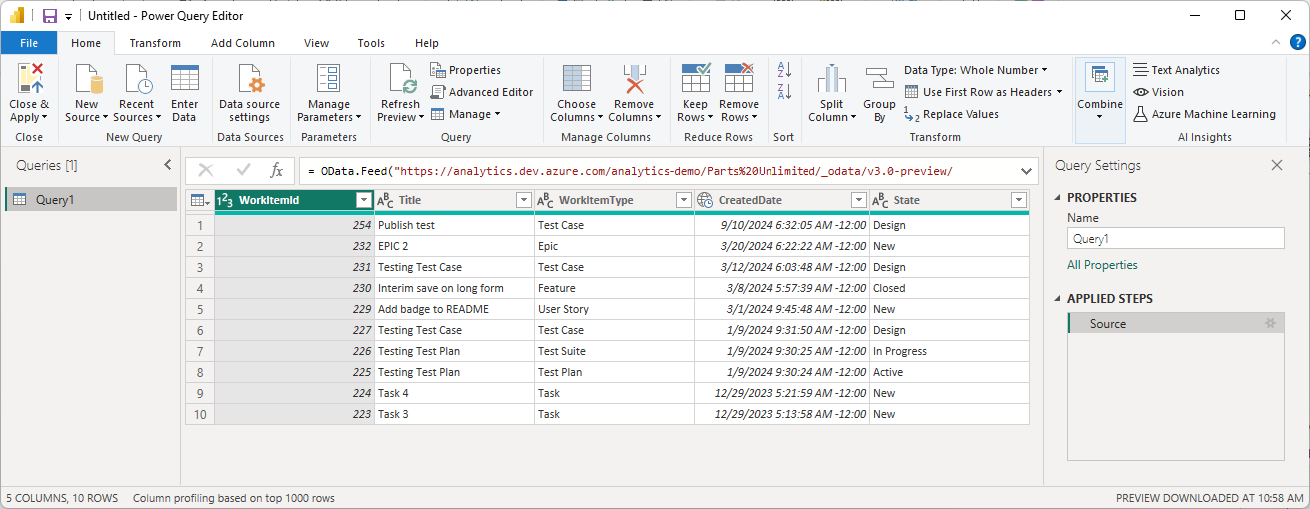 Untitled - Power Query Editor
File Home Transform Add Column View Tools Help
Close & Apply
New Source
Recent Sources
Enter Data
Data source settings
Manage Parameters
Refresh Preview
Properties
Advanced Editor
Manage
Choose Columns
Remove Columns
Keep Rows
Remove Rows
Split Column
Group By
Data Type: Whole Number
Use First Row as Headers
Replace Values
Combine
Text Analytics
Vision
Azure Machine Learning
Close New Query Data Sources Parameters Query Manage Columns Reduce Rows Sort Transform AI Insights
Queries [1]
Query1
= OData.Feed("https://analytics.dev.azure.com/analytics-demo/Parts%20Unlimited/_odata/v3.0-preview/
WorkItemId Title WorkItemType CreatedDate State
1 254 Publish test Test Case 9/10/2024 6:32:05 AM -12:00 Design
2 232 EPIC 2 Epic 3/20/2024 6:22:22 AM -12:00 New
3 231 Testing Test Case Test Case 3/12/2024 6:03:48 AM -12:00 Design
4 230 Interim save on long form Feature 3/8/2024 5:57:39 AM -12:00 Closed
5 229 Add badge to README User Story 3/1/2024 9:45:48 AM -12:00 New
6 227 Testing Test Case Test Case 1/9/2024 9:31:50 AM -12:00 Design
7 226 Testing Test Plan Test Suite 1/9/2024 9:30:25 AM -12:00 In Progress
8 225 Testing Test Plan Test Plan 1/9/2024 9:30:24 AM -12:00 Active
9 224 Task 4 Task 12/29/2023 5:21:59 AM -12:00 New
10 223 Task 3 Task 12/29/2023 5:13:58 AM -12:00 New
Query Settings
PROPERTIES
Name
Query1
All Properties
APPLIED STEPS
Source
5 COLUMNS, 10 ROWS Column profiling based on top 1000 rows
PREVIEW DOWNLOADED AT 10:58 AM